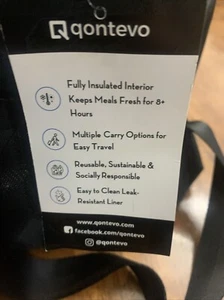 qontevo
Fully Insulated Interior
Keeps Meals Fresh for 8+
Hours
Multiple Carry Options for
Easy Travel
Reusable, Sustainable &
Socially Responsible
Easy to Clean Leak-
Resistant Liner
www.qontevo.com
facebook.com/qontevo
@qontevo